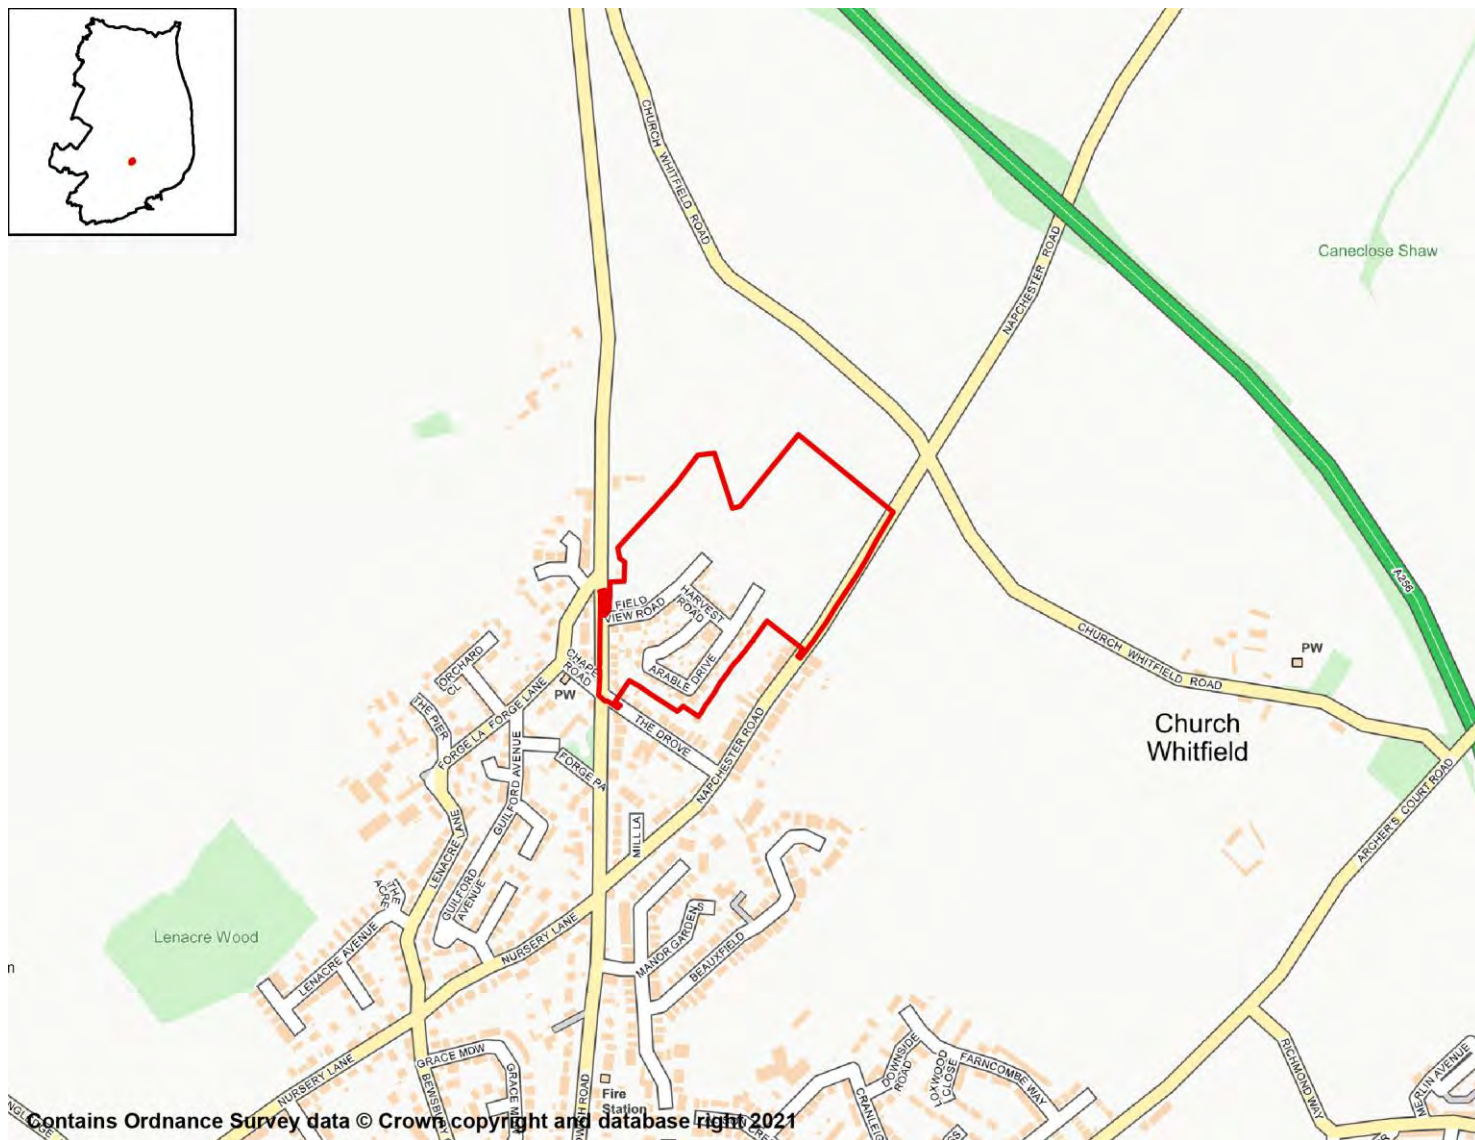 CHURCH WHITFIELD ROAD
NAPCHESTER ROAD
Caneclose Shaw
A256
FIELD
VIEW ROAD
HARVEST
ROAD
ARABLE DRIVE
CHAPEL
ROAD
PW
ORCHARD
CL
THE PIER
FORGE LA
FORGE LANE
GUILFORD AVENUE
FORGE PA
THE DROVE
NAPCHESTER ROAD
CHURCH WHITFIELD ROAD
PW
Church
Whitfield
ARCHER'S COURT ROAD
MILL LA
LENACRE LANE
THE
ACRE
GUILFORD
AVENUE
Lenacre Wood
LENACRE AVENUE
NURSERY LANE
MANOR GARDENS
BEAUXFIELD
n
NURSERY LANE
GRACE MDW
GRACE MDW
BEWSBURY
Fire
Station
DOWNSIDE
ROAD
LOXWOOD
CLOSE
FARNCOMBE WAY
CRANLEIGH
RICHMOND WAY
Contains Ordnance Survey data © Crown copyright and database right 2021